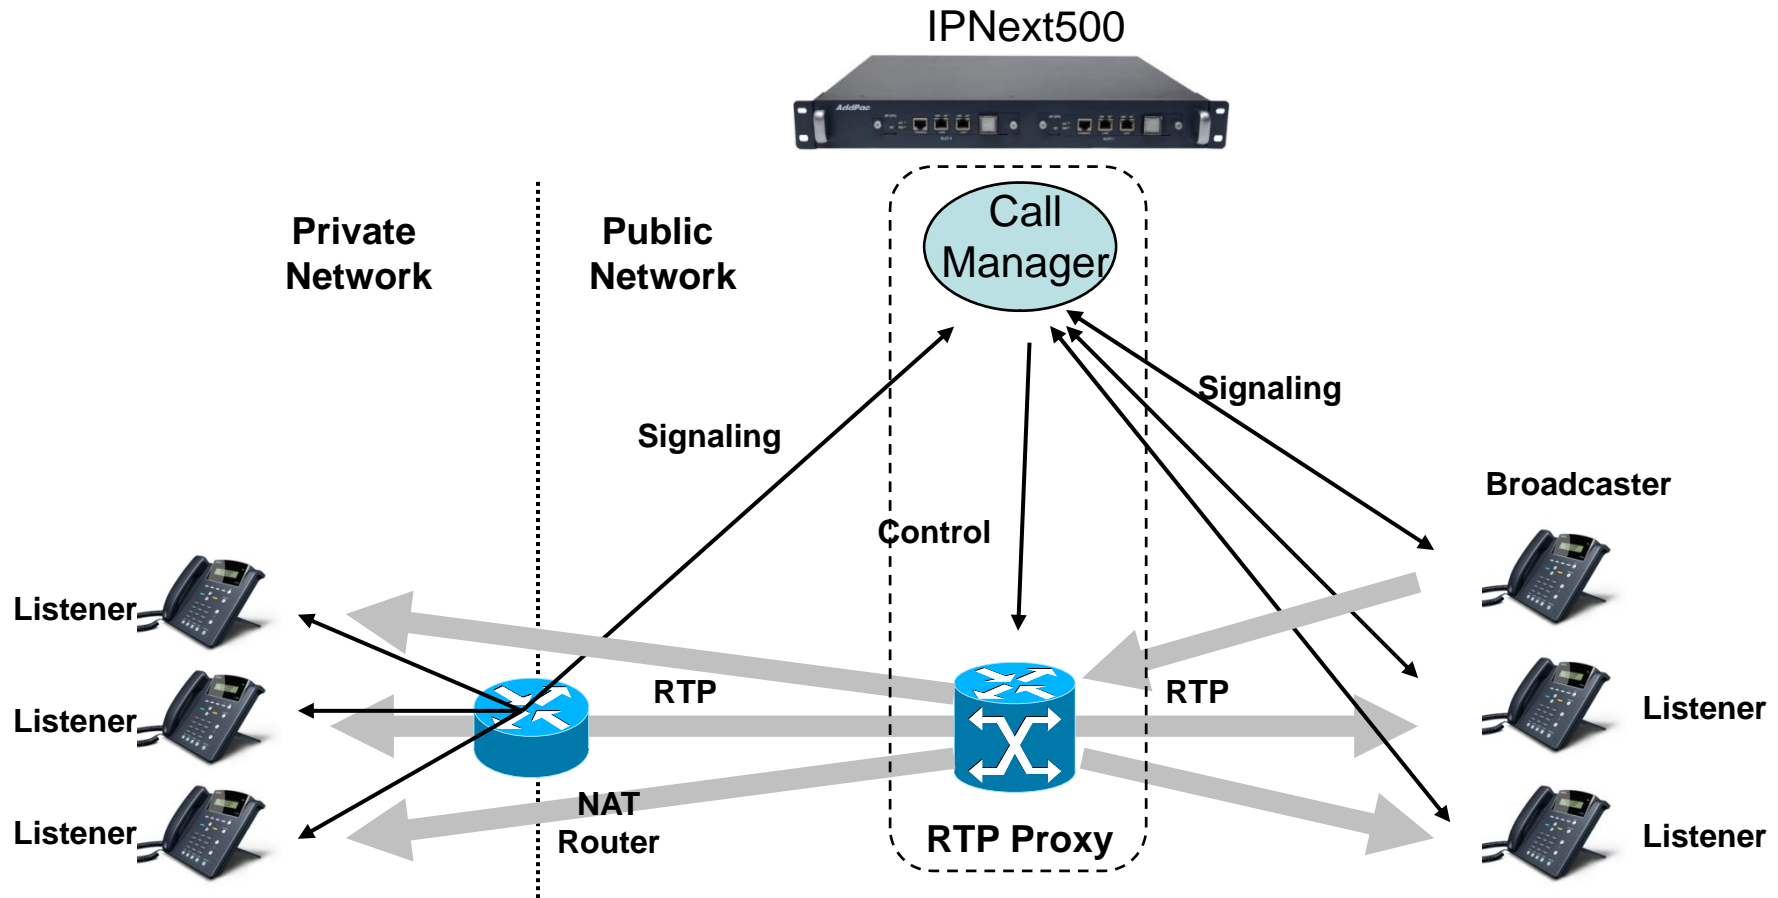 IPNext500
AddPac
Private
Network
Public
Network
Call
Manager
Signaling
Signaling
Control
Broadcaster
Listener
Listener
Listener
RTP
RTP
Listener
Listener
NAT
Router
RTP Proxy